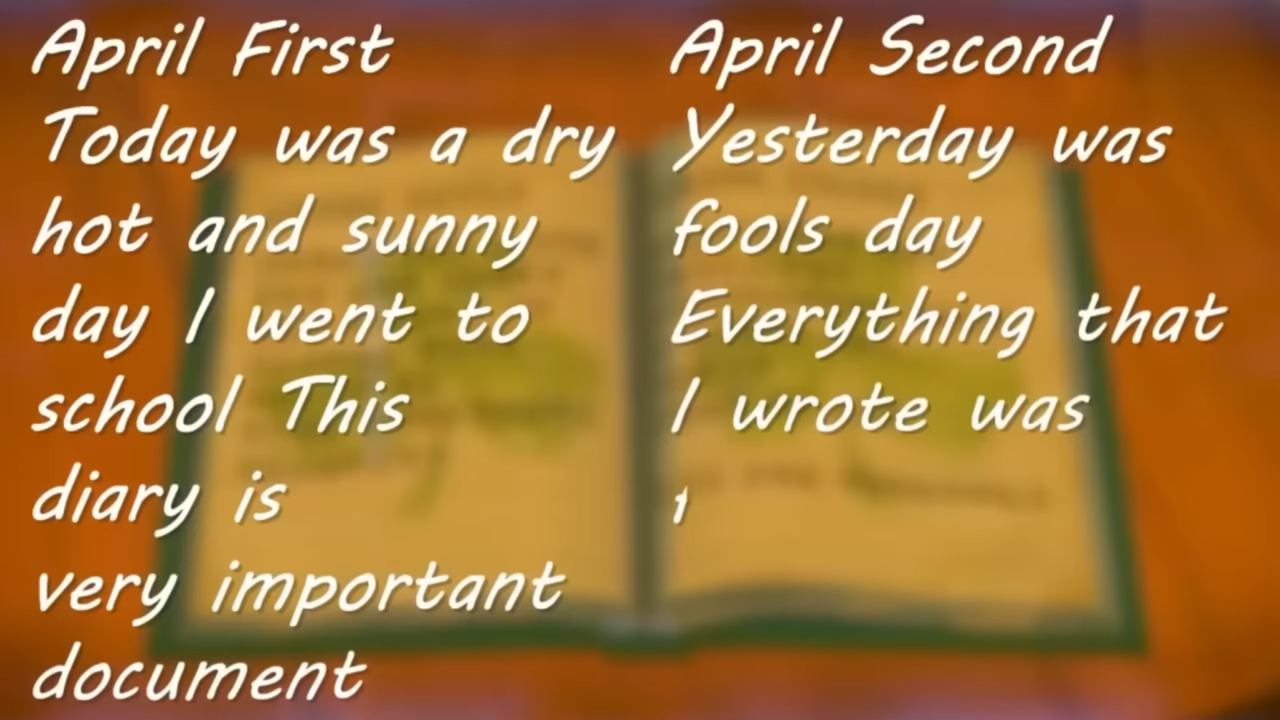 April First
Today was a dry
hot and sunny
day I went to
school This
diary is
very important
document
April Second
Yesterday was
fools day
Everything that
I wrote was